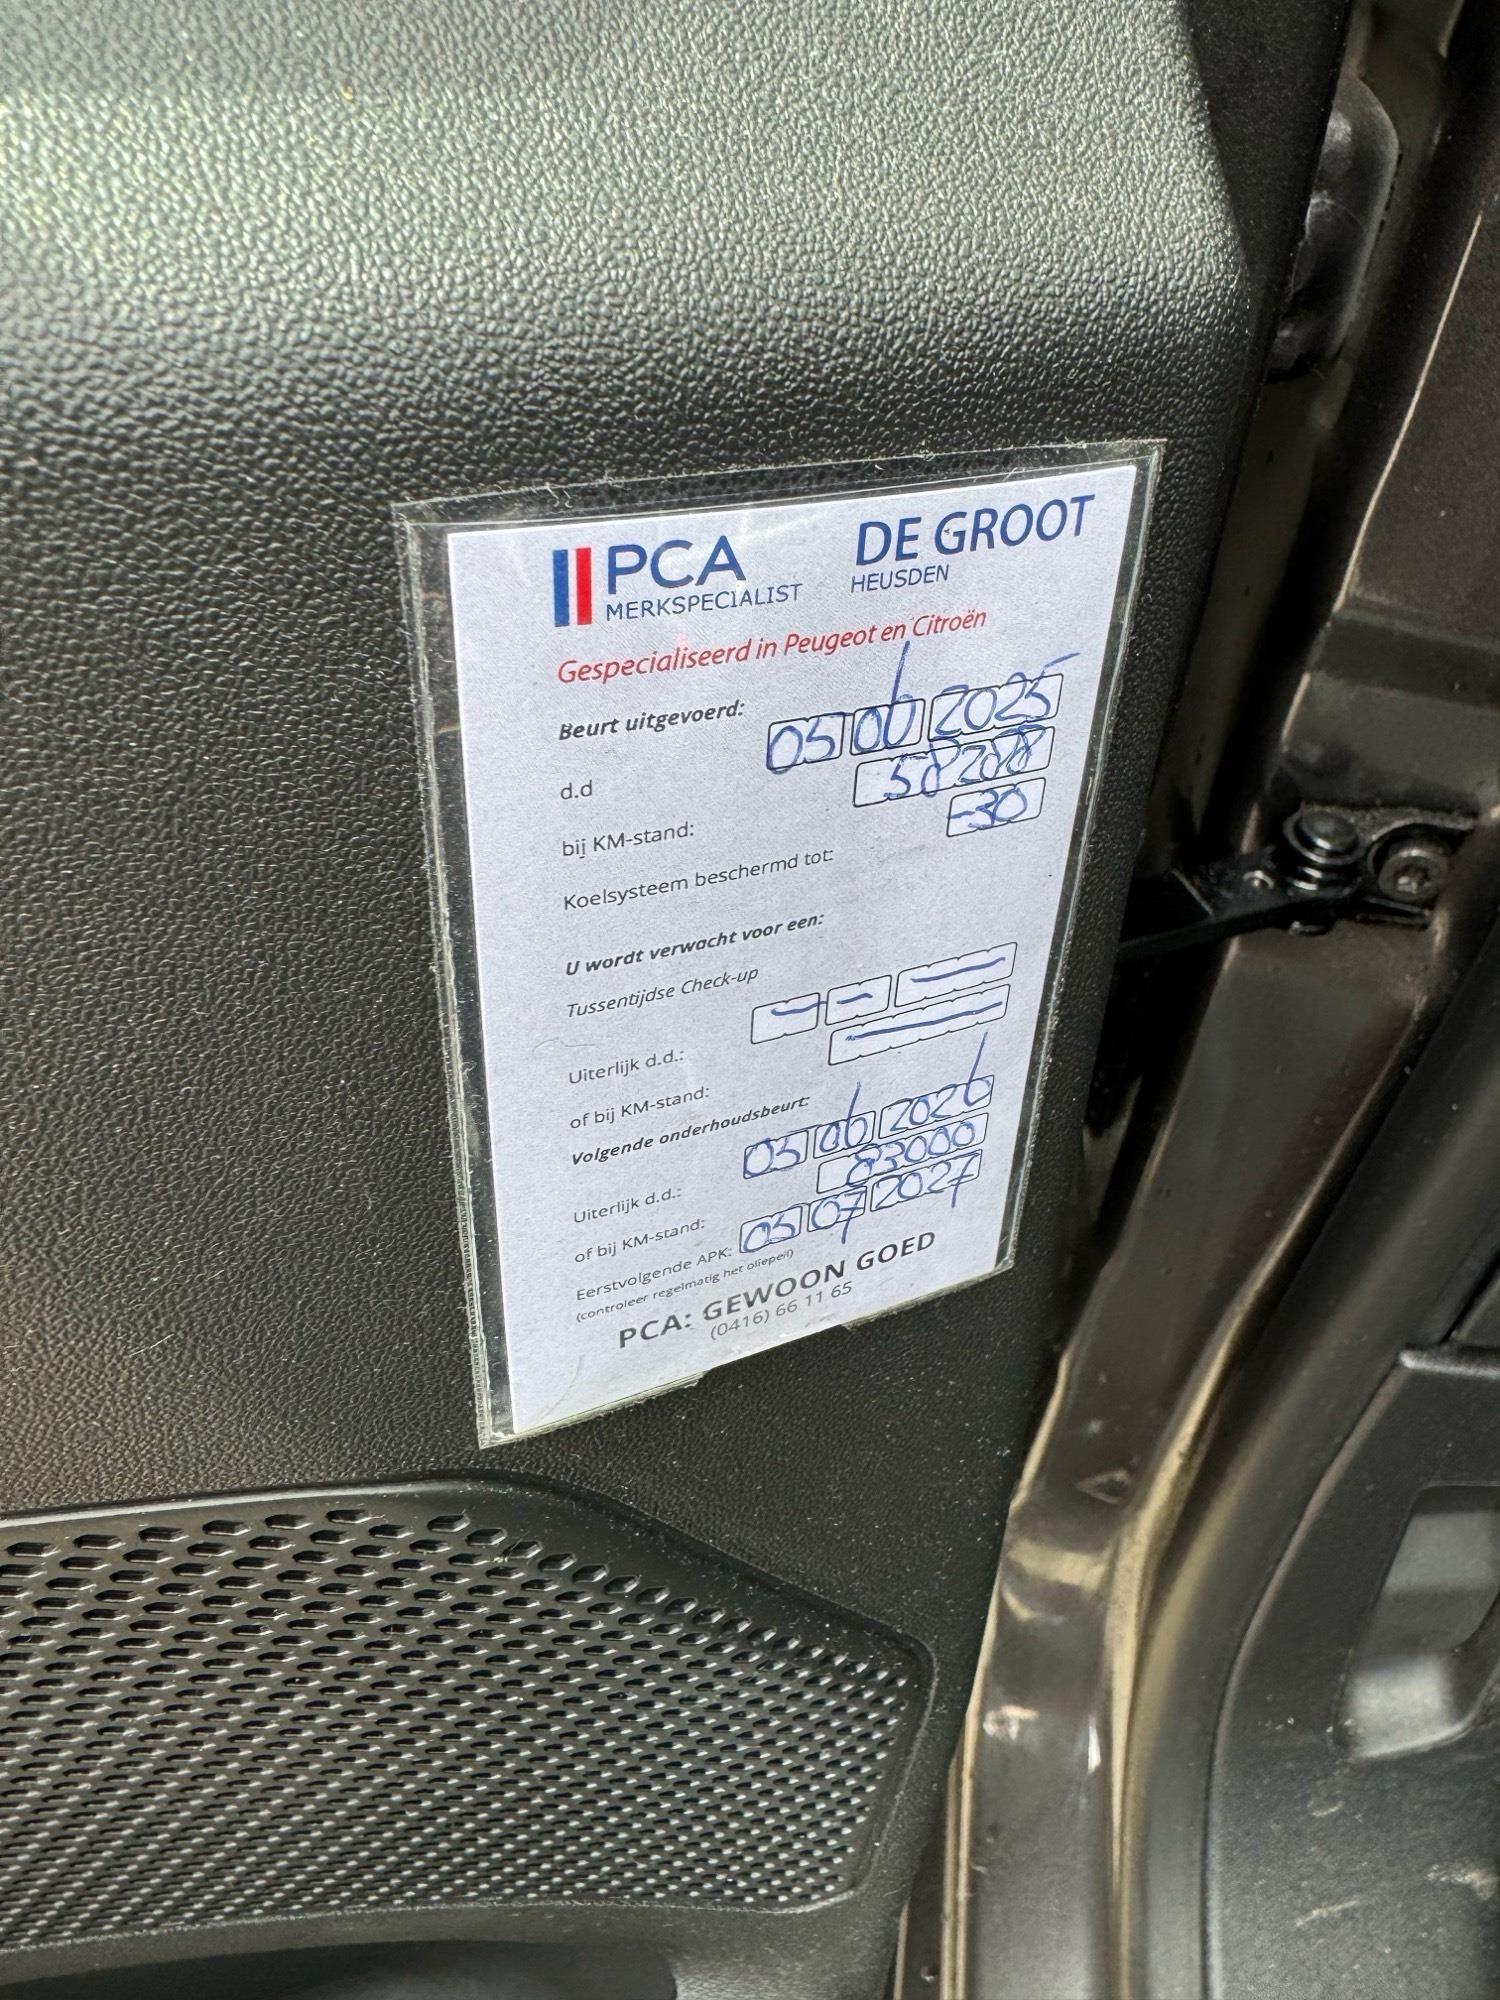 PCA DE GROOT
MERKSPECIALIST HEUSDEN
Gespecialiseerd in Peugeot en Citroën
Beurt uitgevoerd:
d.d 05 06 2025
bij KM-stand: 58288
Koelsysteem beschermd tot: -30
U wordt verwacht voor een:
Tussentijdse Check-up
Uiterlijk d.d.: - - -
of bij KM-stand: -
Volgende onderhoudsbeurt:
Uiterlijk d.d.: 05 06 2026
of bij KM-stand: 83000
Eerstvolgende APK: 05 07 2027
(controleer regelmatig het oliepeil)
PCA: GEWOON GOED
(0416) 66 11 65